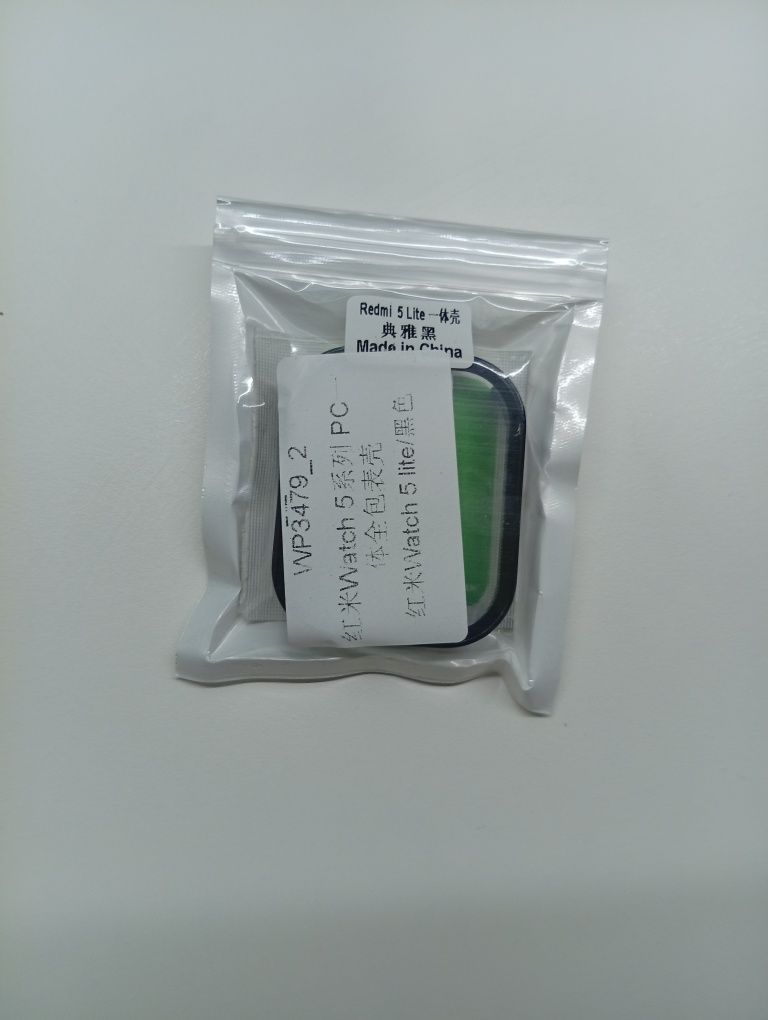 Redmi 5 Lite 一体壳
典雅黑
Made in China
WP3479_2
红米Watch 5系列 PC一
体全包表壳
红米Watch 5 lite/黑色